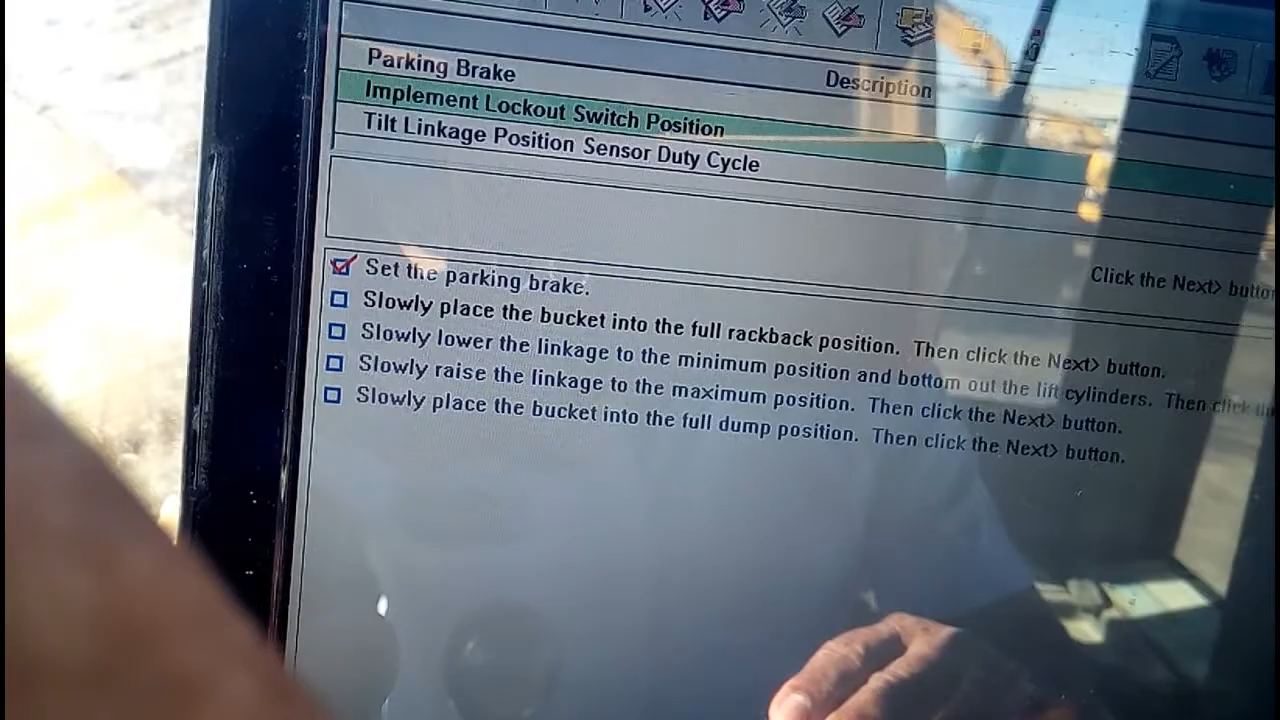 Description
Parking Brake
Implement Lockout Switch Position
Tilt Linkage Position Sensor Duty Cycle
Click the Next>
Set the parking brake.
Slowly place the bucket into the full rackback position. Then click the Next> button.
Slowly lower the linkage to the minimum position and bottom out the lift cylinders. Then click
Slowly raise the linkage to the maximum position. Then click the Next> button.
Slowly place the bucket into the full dump position. Then click the Next> button.